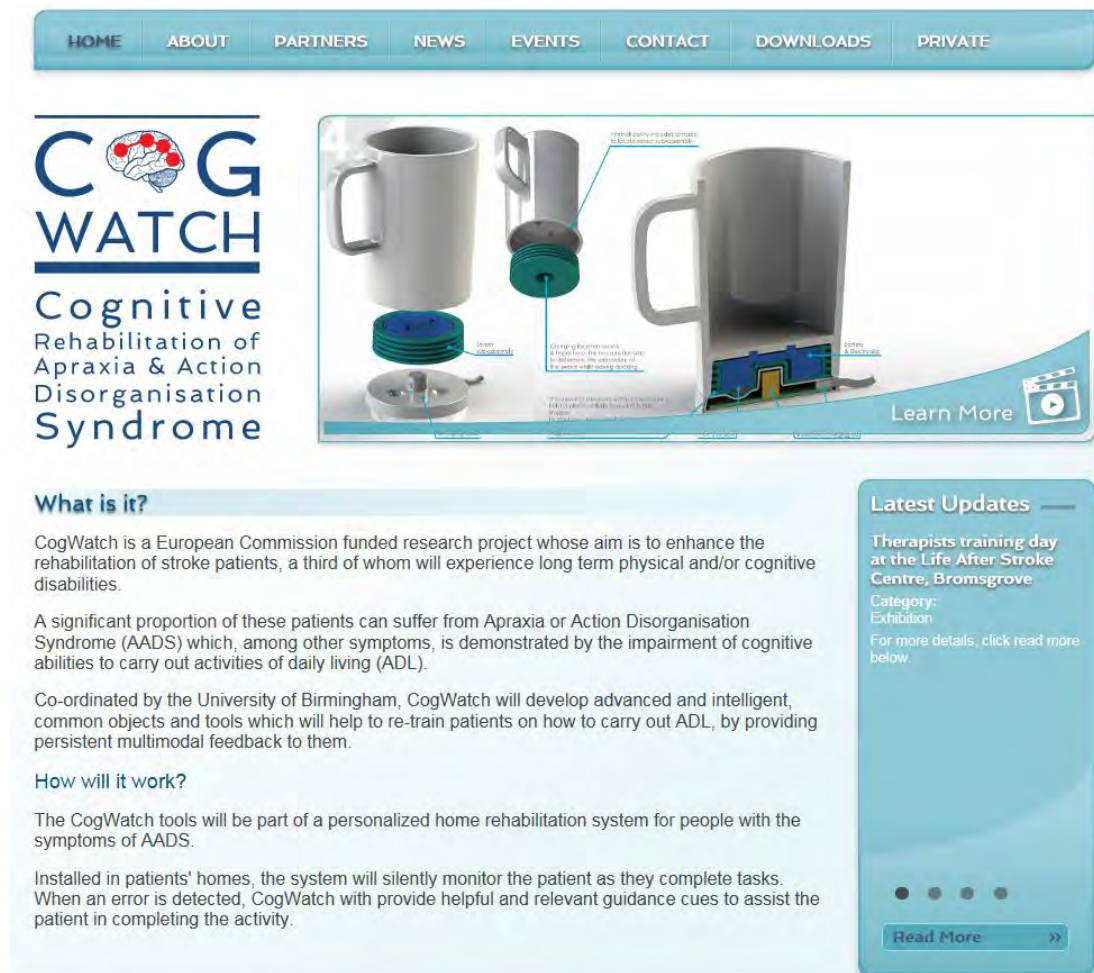 HOME ABOUT PARTNERS NEWS EVENTS CONTACT DOWNLOADS PRIVATE
COG
WATCH
Cognitive
Rehabilitation of
Apraxia & Action
Disorganisation
Syndrome
Learn More
What is it?
CogWatch is a European Commission funded research project whose aim is to enhance the
rehabilitation of stroke patients, a third of whom will experience long term physical and/or cognitive
disabilities.
A significant proportion of these patients can suffer from Apraxia or Action Disorganisation
Syndrome (AADS) which, among other symptoms, is demonstrated by the impairment of cognitive
abilities to carry out activities of daily living (ADL).
Co-ordinated by the University of Birmingham, CogWatch will develop advanced and intelligent,
common objects and tools which will help to re-train patients on how to carry out ADL, by providing
persistent multimodal feedback to them.
How will it work?
The CogWatch tools will be part of a personalized home rehabilitation system for people with the
symptoms of AADS.
Installed in patients' homes, the system will silently monitor the patient as they complete tasks.
When an error is detected, CogWatch with provide helpful and relevant guidance cues to assist the
patient in completing the activity.
Latest Updates
Therapists training day
at the Life After Stroke
Centre, Bromsgrove
Category:
Exhibition
For more details, click read more
below.
Read More »